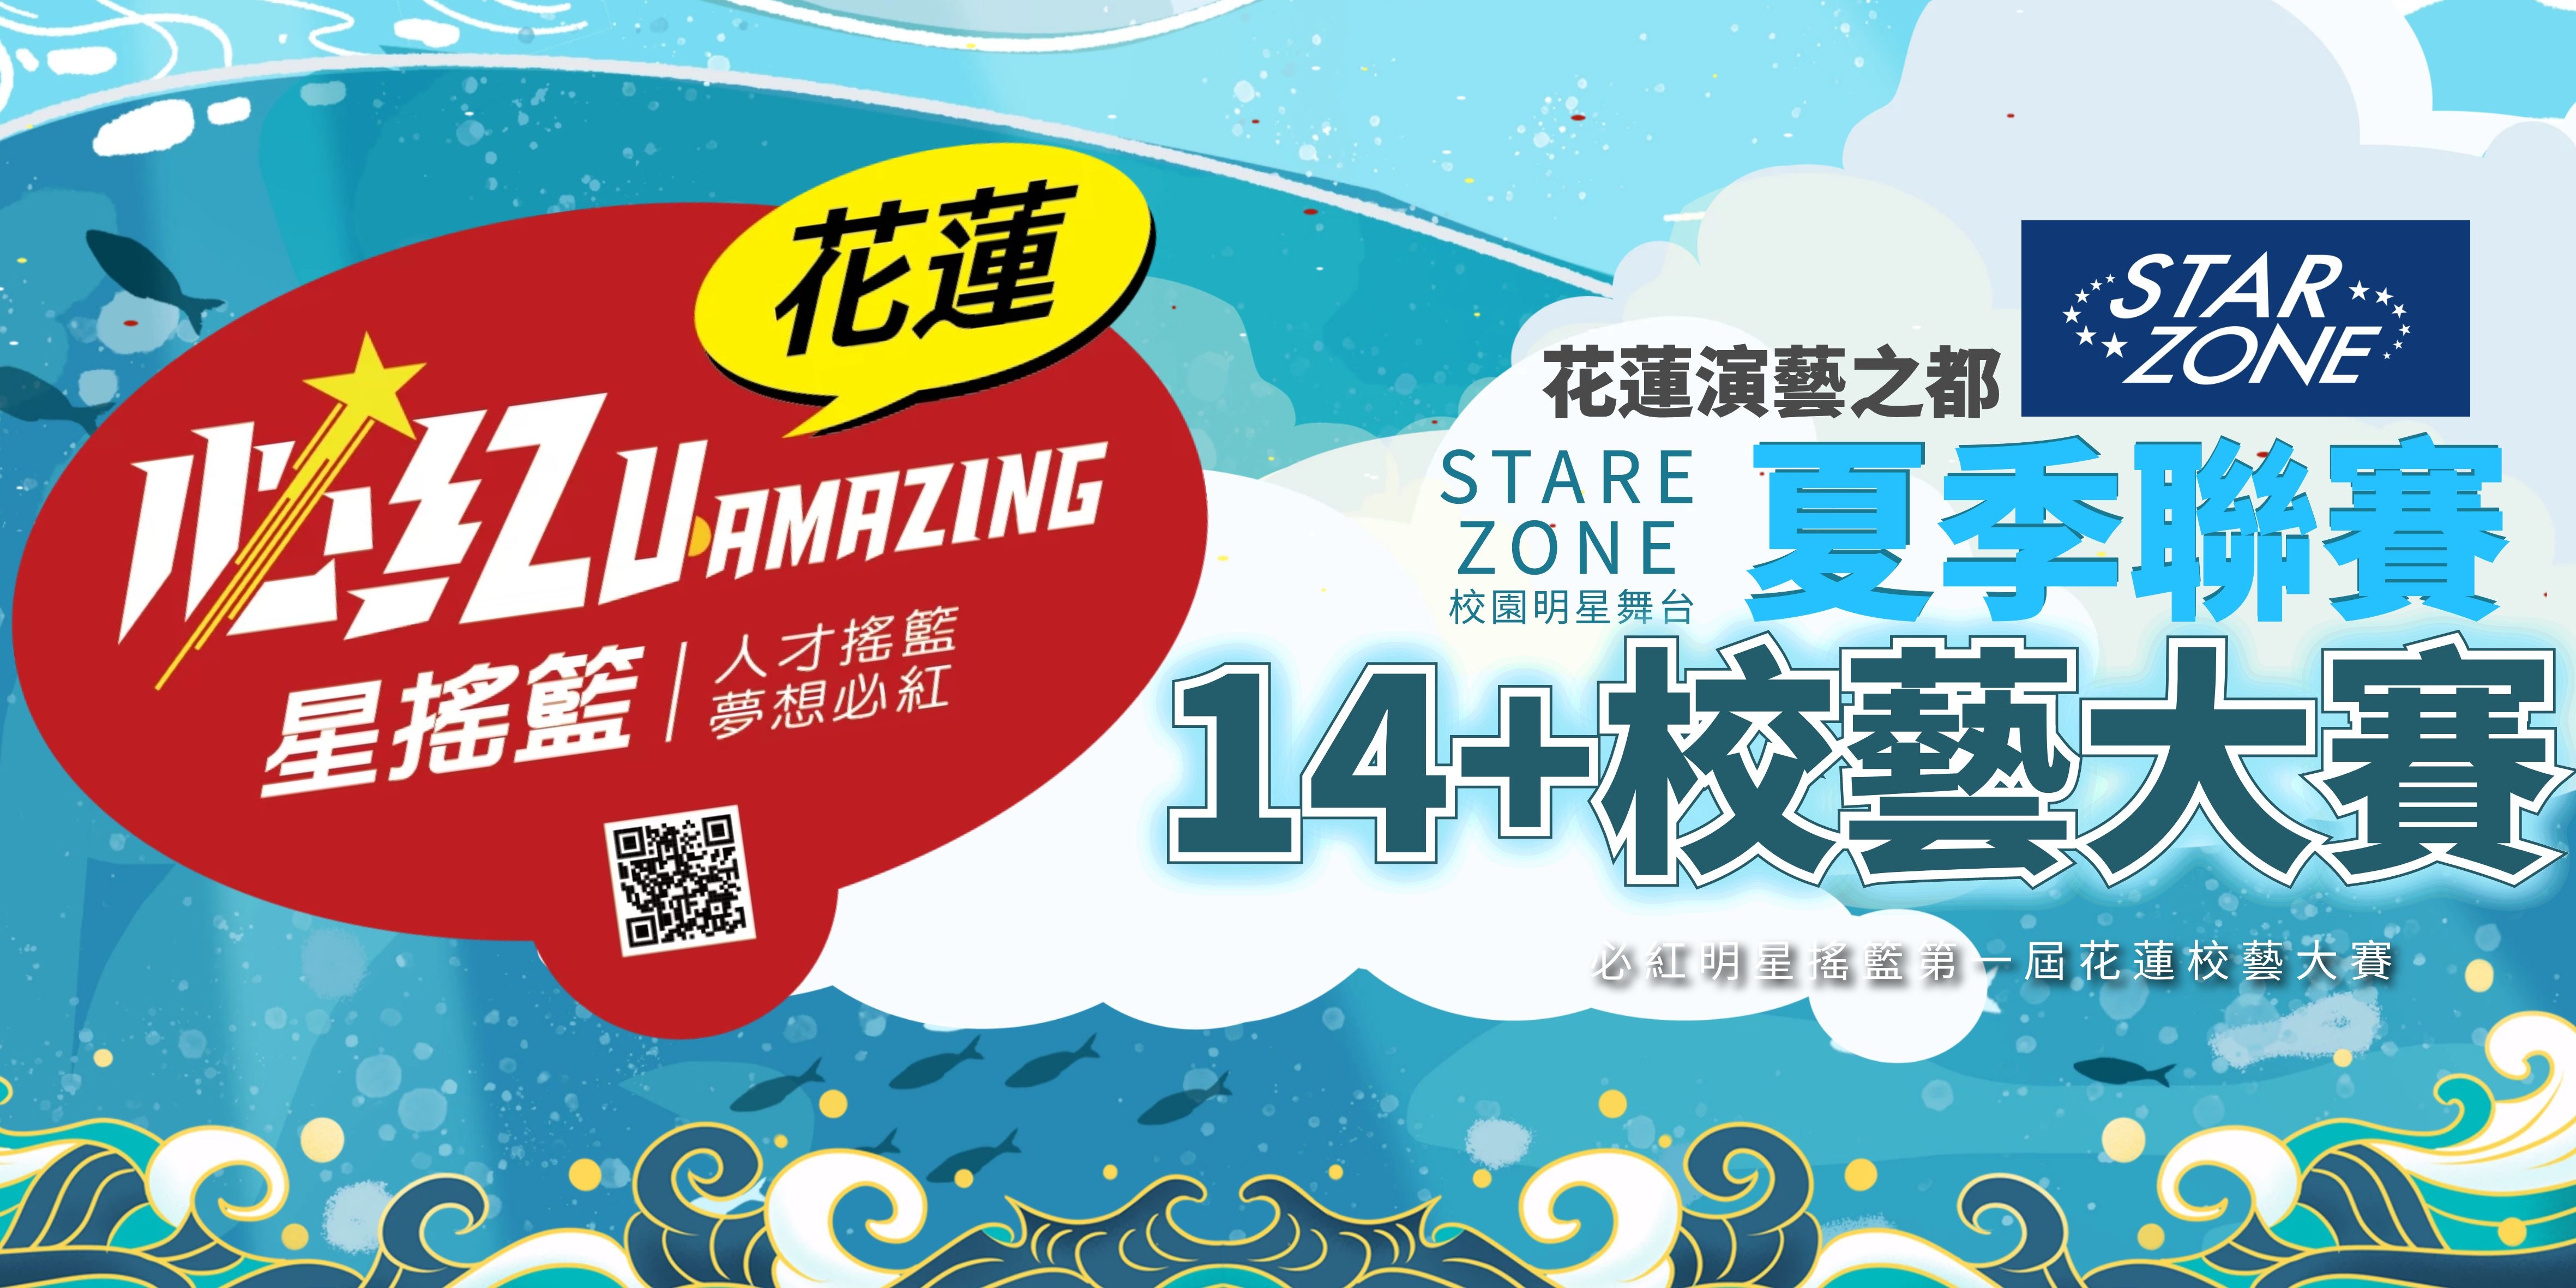 花蓮
必红U.AMAZING
星搖籃
人才搖籃
夢想必紅
花蓮演藝之都
STAR
ZONE
STARE
ZONE
校園明星舞台
夏季聯賽
14+校藝大賽
必紅明星搖籃第一屆花蓮校藝大賽